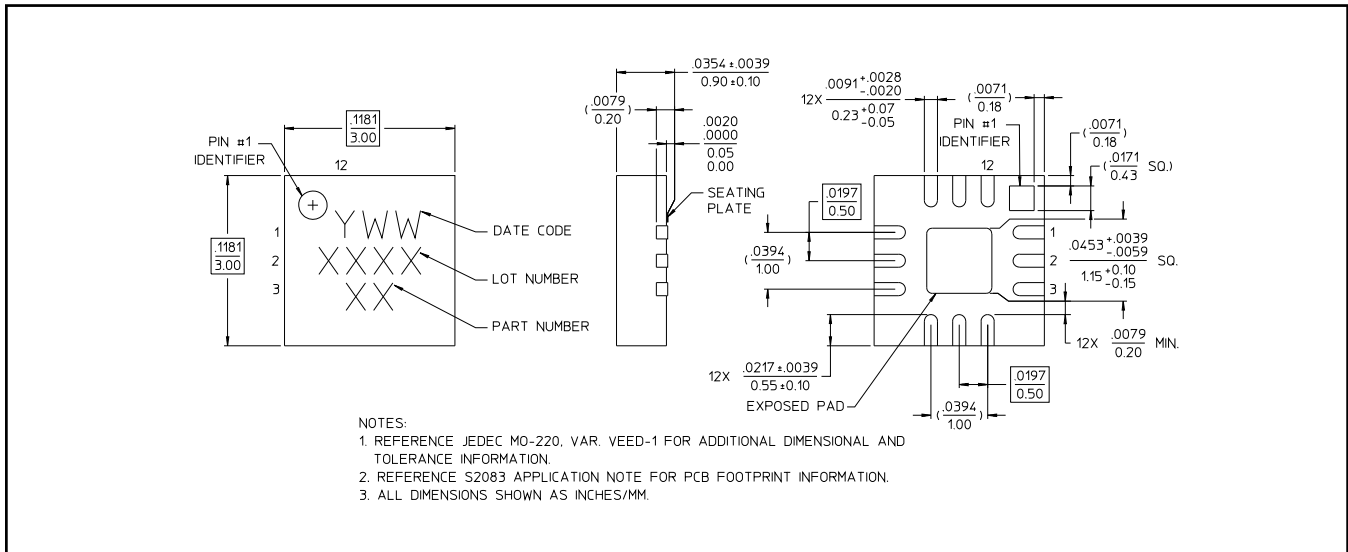 .1181
3.00
PIN #1
IDENTIFIER
12
.1181
3.00
1
2
3
YWW
XXXX
XX
DATE CODE
LOT NUMBER
PART NUMBER
.0354 ±.0039
0.90 ±0.10
(.0079
0.20)
.0020
.0000
0.05
0.00
SEATING
PLATE
12X .0091 +.0028
-.0020
0.23 +0.07
-0.05
(.0071
0.18)
PIN #1
IDENTIFIER
12
(.0071
0.18)
(.0171
0.43 SQ.)
.0197
0.50
(.0394
1.00)
1
2
3
.0453 +.0039
-.0059 SQ.
1.15 +0.10
-0.15
12X .0079 MIN.
0.20
12X .0217 ±.0039
0.55 ±0.10
EXPOSED PAD
(.0394
1.00)
.0197
0.50
NOTES:
1. REFERENCE JEDEC MO-220, VAR. VEED-1 FOR ADDITIONAL DIMENSIONAL AND
TOLERANCE INFORMATION.
2. REFERENCE S2083 APPLICATION NOTE FOR PCB FOOTPRINT INFORMATION.
3. ALL DIMENSIONS SHOWN AS INCHES/MM.